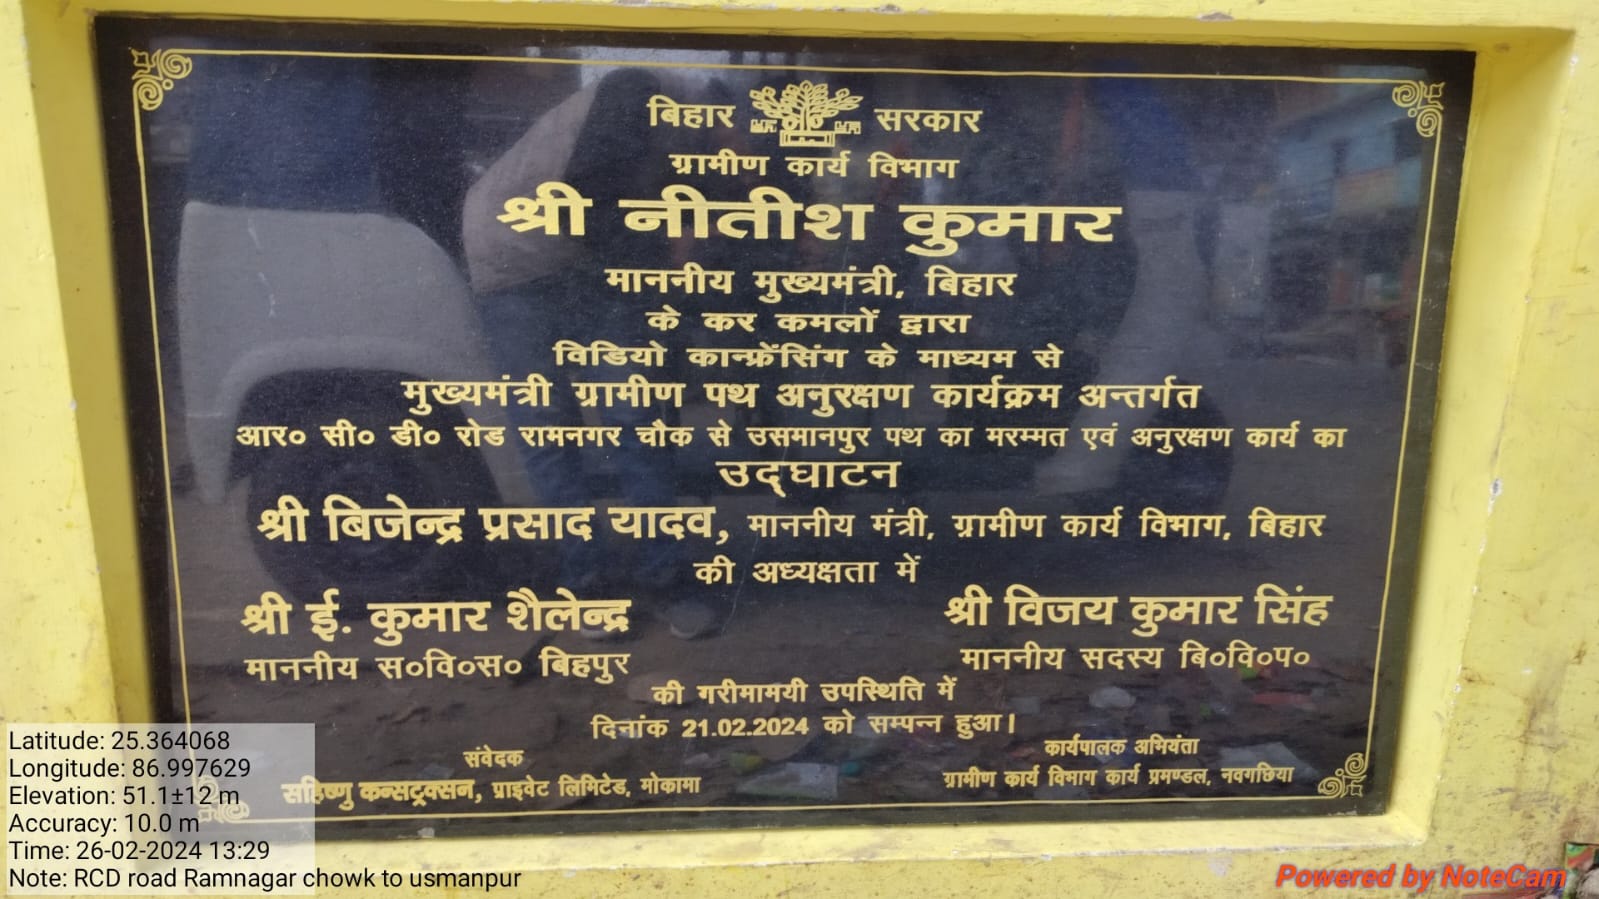 बिहार सरकार
ग्रामीण कार्य विभाग
श्री नीतीश कुमार
माननीय मुख्यमंत्री, बिहार
के कर कमलों द्वारा
विडियो कान्फ्रेंसिंग के माध्यम से
मुख्यमंत्री ग्रामीण पथ अनुरक्षण कार्यक्रम अन्तर्गत
आर० सी० डी० रोड रामनगर चौक से उसमानपुर पथ का मरम्मत एवं अनुरक्षण कार्य का
उद्घाटन
श्री बिजेन्द्र प्रसाद यादव, माननीय मंत्री, ग्रामीण कार्य विभाग, बिहार
की अध्यक्षता में
श्री ई. कुमार शैलेन्द्र श्री विजय कुमार सिंह
माननीय स०वि०स० बिहपुर माननीय सदस्य बि०वि०प०
की गरीमामयी उपस्थिति में
दिनांक 21.02.2024 को सम्पन्न हुआ।
संवेदक कार्यपालक अभियंता
सहिष्णु कन्सट्रक्सन, प्राइवेट लिमिटेड, मोकामा ग्रामीण कार्य विभाग कार्य प्रमण्डल, नवगछिया
Latitude: 25.364068
Longitude: 86.997629
Elevation: 51.1±12 m
Accuracy: 10.0 m
Time: 26-02-2024 13:29
Note: RCD road Ramnagar chowk to usmanpur
Powered by NoteCam